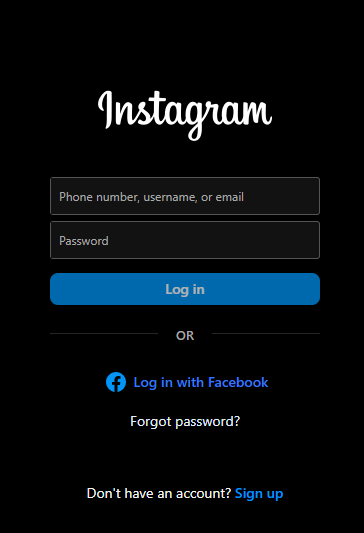 Instagram
Phone number, username, or email
Password
Log in
OR
Log in with Facebook
Forgot password?
Don't have an account? Sign up